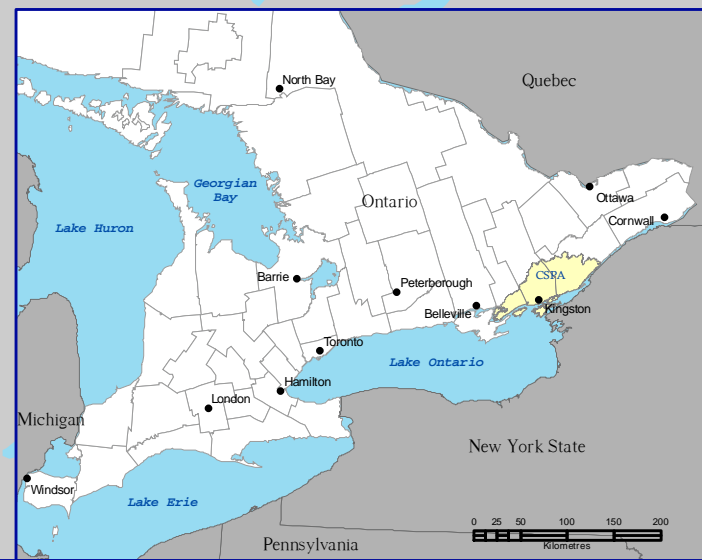 North Bay
Quebec
Georgian
Bay
Ontario
Ottawa
Cornwall
Lake Huron
CSPA
Barrie
Peterborough
Belleville
Kingston
Toronto
Lake Ontario
Hamilton
London
Michigan
New York State
Windsor
Lake Erie
0 25 50 100 150 200
Kilometres
Pennsylvania